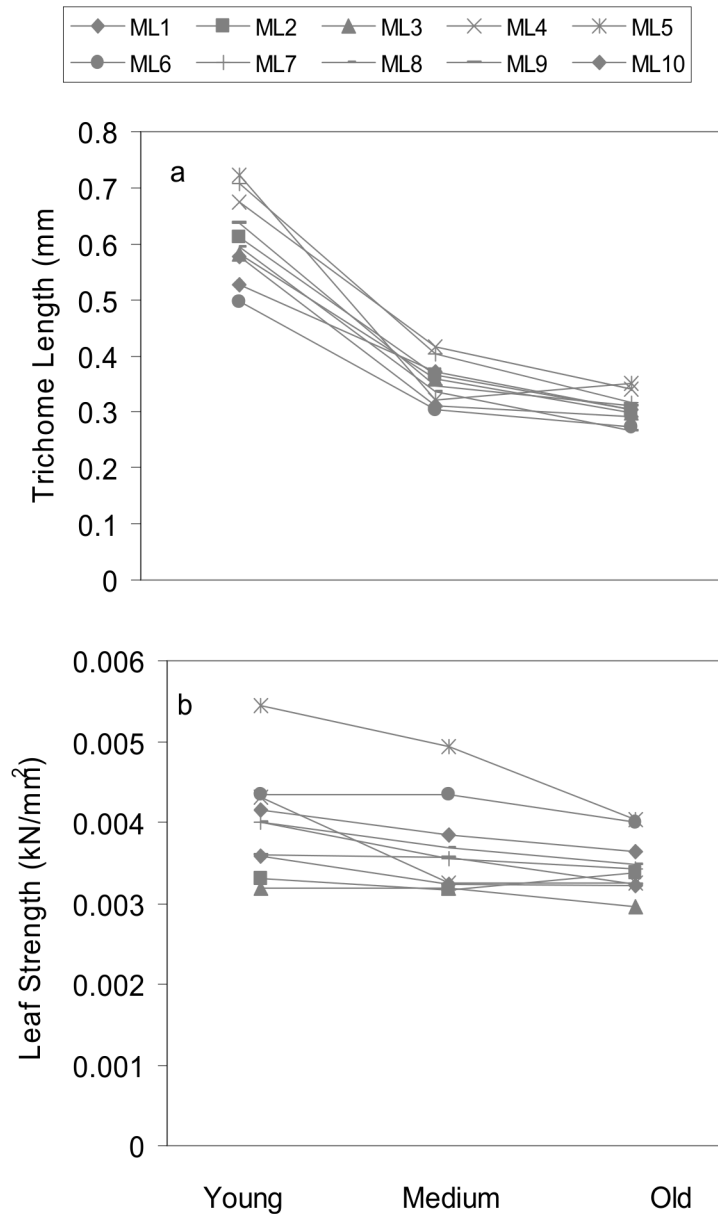 ML1 ML2 ML3 ML4 ML5
ML6 ML7 ML8 ML9 ML10
a
Trichome Length (mm
0.8
0.7
0.6
0.5
0.4
0.3
0.2
0.1
0
b
Leaf Strength (kN/mm²)
0.006
0.005
0.004
0.003
0.002
0.001
0
Young Medium Old